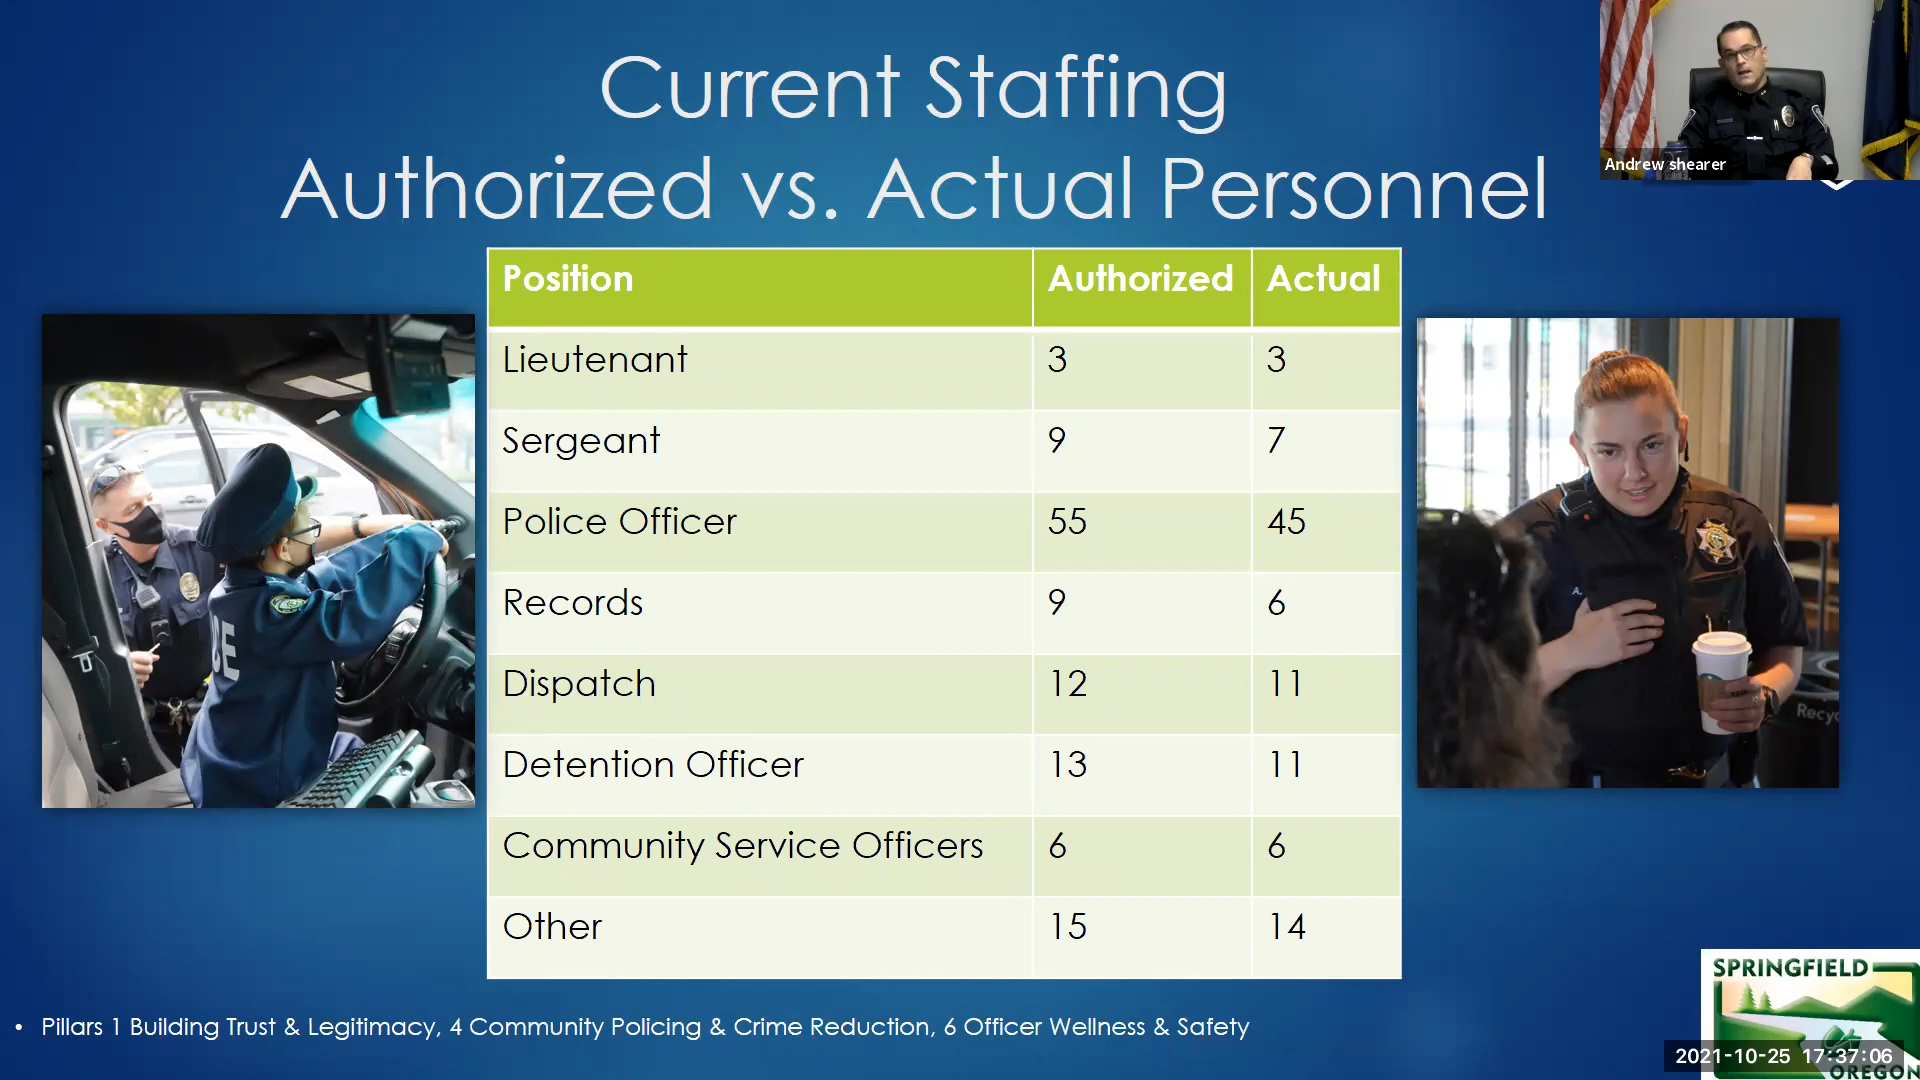 Current Staffing
Authorized vs. Actual Personnel
Andrew shearer
Position Authorized Actual
Lieutenant 3 3
Sergeant 9 7
Police Officer 55 45
Records 9 6
Dispatch 12 11
Detention Officer 13 11
Community Service Officers 6 6
Other 15 14
CE
A.
Recyc
• Pillars 1 Building Trust & Legitimacy, 4 Community Policing & Crime Reduction, 6 Officer Wellness & Safety
SPRINGFIELD
2021-10-25 17:37:06
OREGON